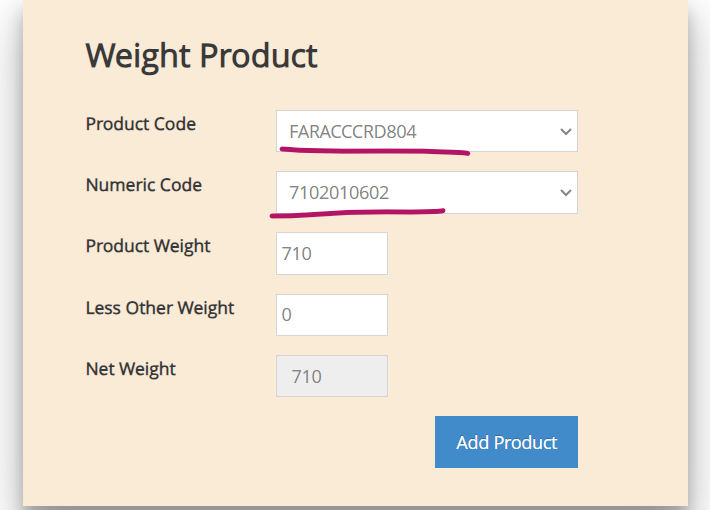 Weight Product
Product Code FARACCCRD804
Numeric Code 7102010602
Product Weight 710
Less Other Weight 0
Net Weight 710
Add Product